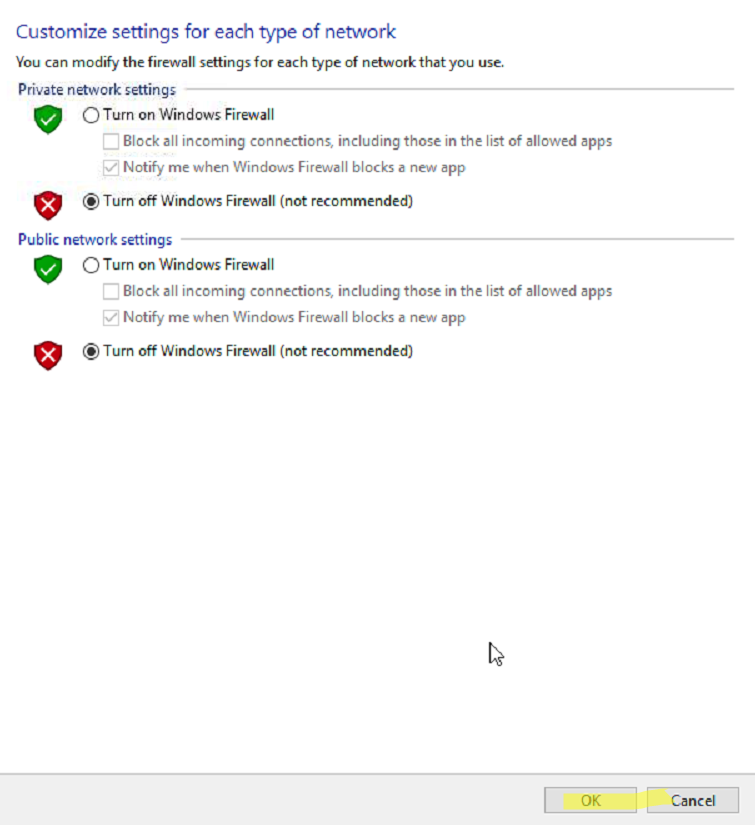 Customize settings for each type of network
You can modify the firewall settings for each type of network that you use.
Private network settings
Turn on Windows Firewall
Block all incoming connections, including those in the list of allowed apps
Notify me when Windows Firewall blocks a new app
Turn off Windows Firewall (not recommended)
Public network settings
Turn on Windows Firewall
Block all incoming connections, including those in the list of allowed apps
Notify me when Windows Firewall blocks a new app
Turn off Windows Firewall (not recommended)
OK Cancel